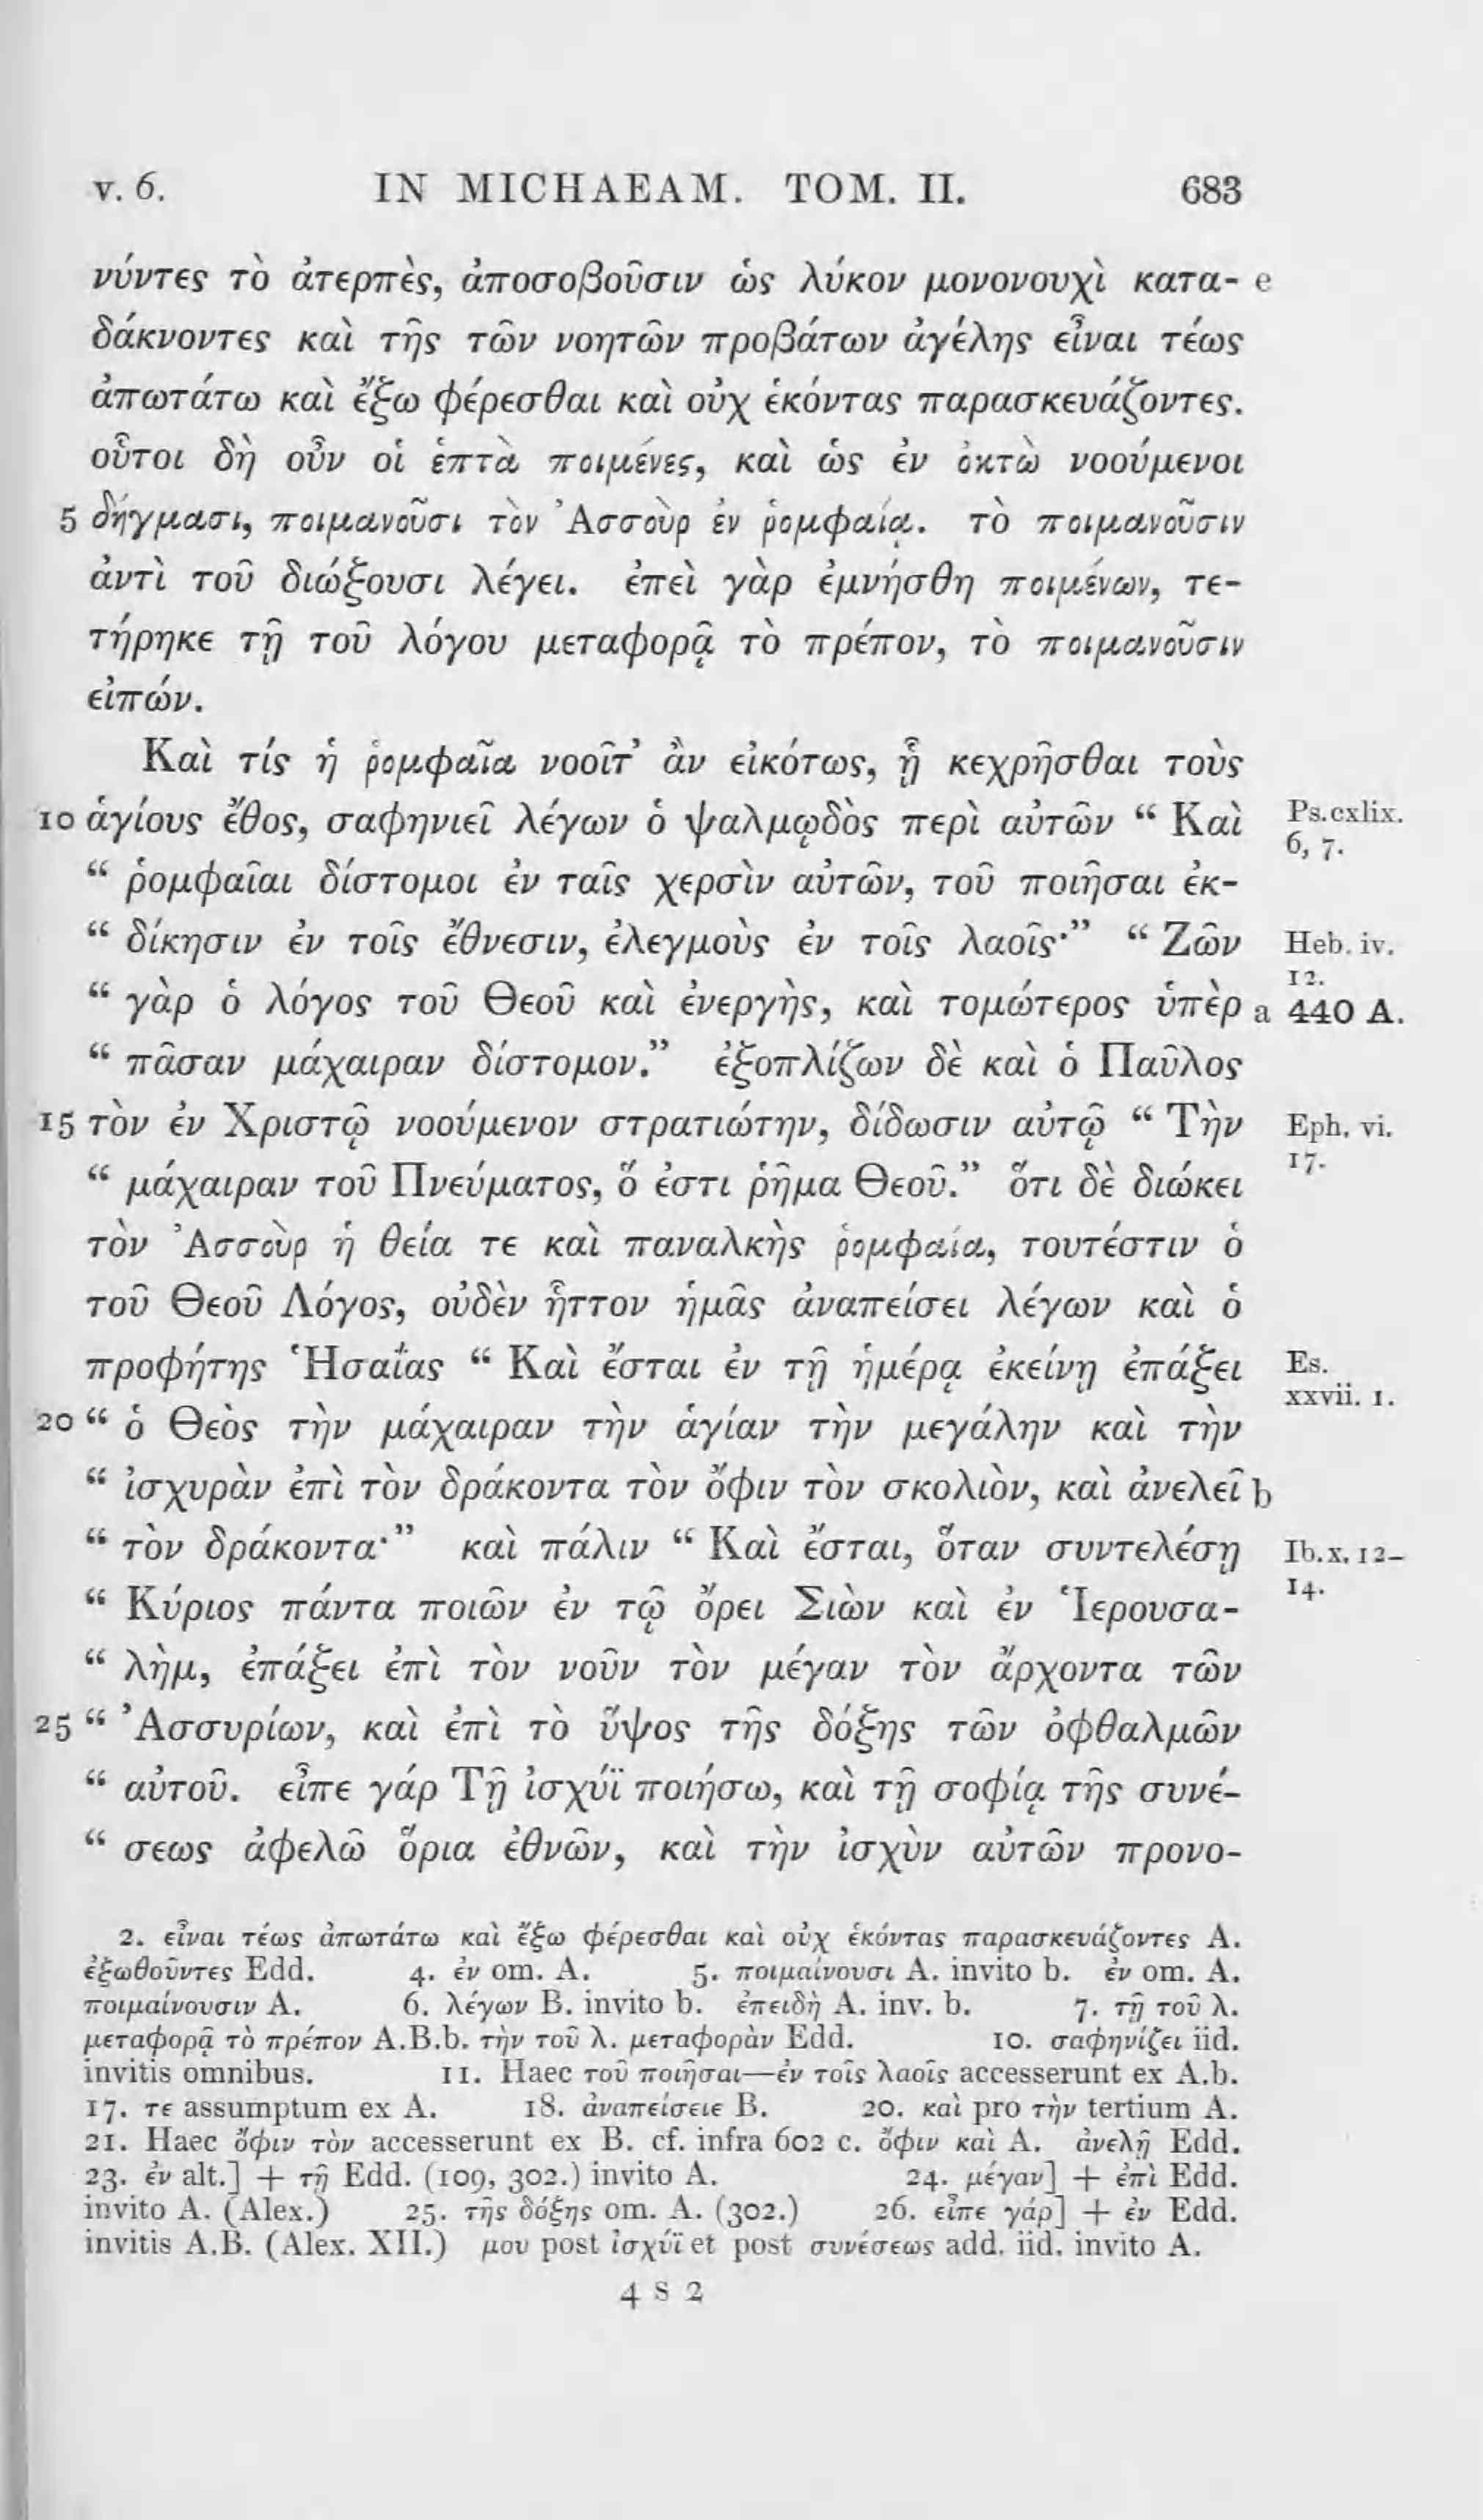 v. 6. IN MICHAEAM. TOM. II. 683
νύντες τὸ ἀτερπὲς, ἀποσοβοῦσιν ὡς λύκον μονονουχὶ κατα- e
δάκνοντες καὶ τῆς τῶν νοητῶν προβάτων ἀγέλης εἶναι τέως
ἀπωτάτω καὶ ἔξω φέρεσθαι καὶ οὐχ ἑκόντας παρασκευάζοντες.
οὗτοι δὴ οὖν οἱ ἑπτὰ ποιμένες, καὶ ὡς ἐν ὀκτὼ νοούμενοι
5 δήγμασι, ποιμανοῦσι τὸν Ἀσσοὺρ ἐν ῥομφαίᾳ. τὸ ποιμανοῦσιν
ἀντὶ τοῦ διώξουσι λέγει. ἐπεὶ γὰρ ἐμνήσθη ποιμένων, τε-
τήρηκε τῇ τοῦ λόγου μεταφορᾷ τὸ πρέπον, τὸ ποιμανοῦσιν
εἰπών.
Καὶ τίς ἡ ῥομφαῖα νοοῖτ’ ἂν εἰκότως, ᾗ κεχρῆσθαι τοὺς
10 ἁγίους ἔθος, σαφηνιεῖ λέγων ὁ ψαλμῳδὸς περὶ αὐτῶν “ Καὶ Ps. cxlix. 6, 7.
“ ῥομφαῖαι δίστομοι ἐν ταῖς χερσὶν αὐτῶν, τοῦ ποιῆσαι ἐκ-
“ δίκησιν ἐν τοῖς ἔθνεσιν, ἐλεγμοὺς ἐν τοῖς λαοῖς·” “ Ζῶν Heb. iv. 12.
“ γὰρ ὁ λόγος τοῦ Θεοῦ καὶ ἐνεργὴς, καὶ τομώτερος ὑπὲρ a 440 A.
“ πᾶσαν μάχαιραν δίστομον.” ἐξοπλίζων δὲ καὶ ὁ Παῦλος
15 τὸν ἐν Χριστῷ νοούμενον στρατιώτην, δίδωσιν αὐτῷ “ Τὴν Eph. vi. 17.
“ μάχαιραν τοῦ Πνεύματος, ὅ ἐστι ῥῆμα Θεοῦ.” ὅτι δὲ διώκει
τὸν Ἀσσοὺρ ἡ θεία τε καὶ παναλκὴς ῥομφαία, τουτέστιν ὁ
τοῦ Θεοῦ Λόγος, οὐδὲν ἧττον ἡμᾶς ἀναπείσει λέγων καὶ ὁ
προφήτης Ἡσαΐας “ Καὶ ἔσται ἐν τῇ ἡμέρᾳ ἐκείνῃ ἐπάξει Es. xxvii. 1.
20 “ ὁ Θεὸς τὴν μάχαιραν τὴν ἁγίαν τὴν μεγάλην καὶ τὴν
“ ἰσχυρὰν ἐπὶ τὸν δράκοντα τὸν ὄφιν τὸν σκολιὸν, καὶ ἀνελεῖ b
“ τὸν δράκοντα·” καὶ πάλιν “ Καὶ ἔσται, ὅταν συντελέσῃ Ib. x. 12–14.
“ Κύριος πάντα ποιῶν ἐν τῷ ὄρει Σιὼν καὶ ἐν Ἱερουσα-
“ λὴμ, ἐπάξει ἐπὶ τὸν νοῦν τὸν μέγαν τὸν ἄρχοντα τῶν
25 “ Ἀσσυρίων, καὶ ἐπὶ τὸ ὕψος τῆς δόξης τῶν ὀφθαλμῶν
“ αὐτοῦ. εἶπε γάρ Τῇ ἰσχύϊ ποιήσω, καὶ τῇ σοφίᾳ τῆς συνέ-
“ σεως ἀφελῶ ὅρια ἐθνῶν, καὶ τὴν ἰσχὺν αὐτῶν προνο-
2. εἶναι τέως ἀπωτάτω καὶ ἔξω φέρεσθαι καὶ οὐχ ἑκόντας παρασκευάζοντες A.
ἐξωθοῦντες Edd. 4. ἐν om. A. 5. ποιμαίνουσι A. invito b. ἐν om. A.
ποιμαίνουσιν A. 6. λέγων B. invito b. ἐπειδὴ A. inv. b. 7. τῇ τοῦ λ.
μεταφορᾷ τὸ πρέπον A.B.b. τὴν τοῦ λ. μεταφορὰν Edd. 10. σαφηνίζει iid.
invitis omnibus. 11. Haec τοῦ ποιῆσαι—ἐν τοῖς λαοῖς accesserunt ex A.b.
17. τε assumptum ex A. 18. ἀναπείσειε B. 20. καὶ pro τὴν tertium A.
21. Haec ὄφιν τὸν accesserunt ex B. cf. infra 602 c. ὄφιν καὶ A. ἀνελῇ Edd.
23. ἐν alt.] + τῇ Edd. (109, 302.) invito A. 24. μέγαν] + ἐπὶ Edd.
invito A. (Alex.) 25. τῆς δόξης om. A. (302.) 26. εἶπε γάρ] + ἐν Edd.
invitis A.B. (Alex. XII.) μου post ἰσχύϊ et post συνέσεως add. iid. invito A.
4 S 2